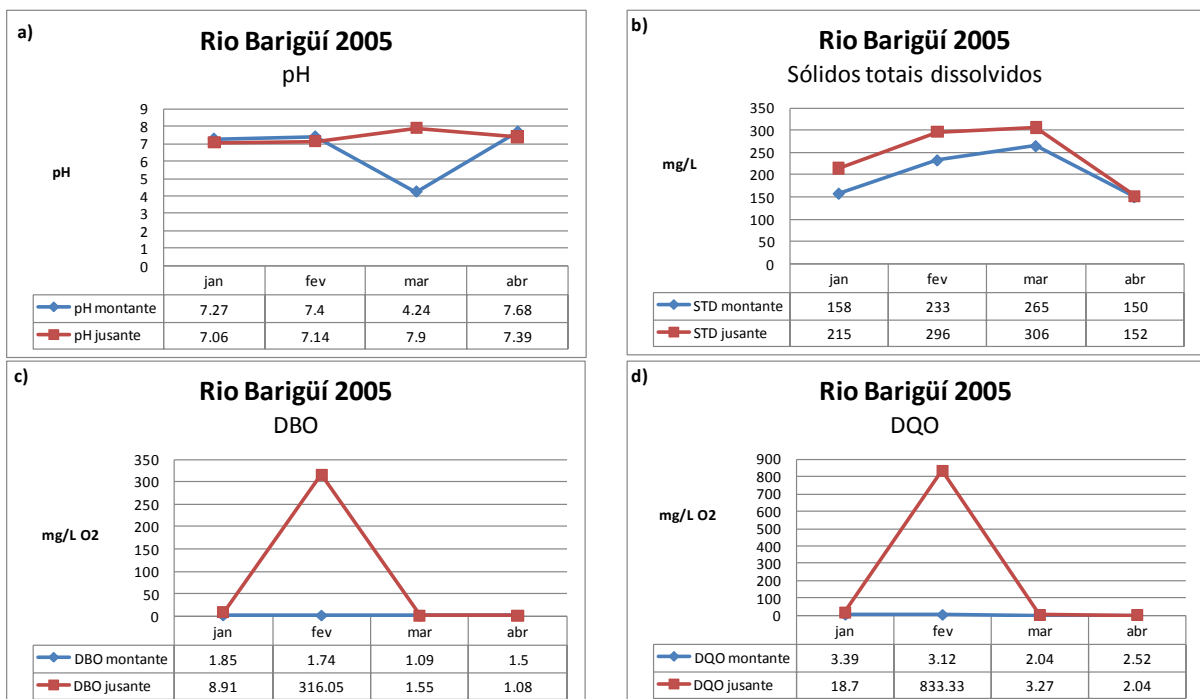 a)
Rio Barigüí 2005
pH
9
8
7
6
5
4
3
2
1
0
pH
jan fev mar abr
pH montante 7.27 7.4 4.24 7.68
pH jusante 7.06 7.14 7.9 7.39
b)
Rio Barigüí 2005
Sólidos totais dissolvidos
350
300
250
200
150
100
50
0
mg/L
jan fev mar abr
STD montante 158 233 265 150
STD jusante 215 296 306 152
c)
Rio Barigüí 2005
DBO
350
300
250
200
150
100
50
0
mg/L O2
jan fev mar abr
DBO montante 1.85 1.74 1.09 1.5
DBO jusante 8.91 316.05 1.55 1.08
d)
Rio Barigüí 2005
DQO
900
800
700
600
500
400
300
200
100
0
mg/L O2
jan fev mar abr
DQO montante 3.39 3.12 2.04 2.52
DQO jusante 18.7 833.33 3.27 2.04